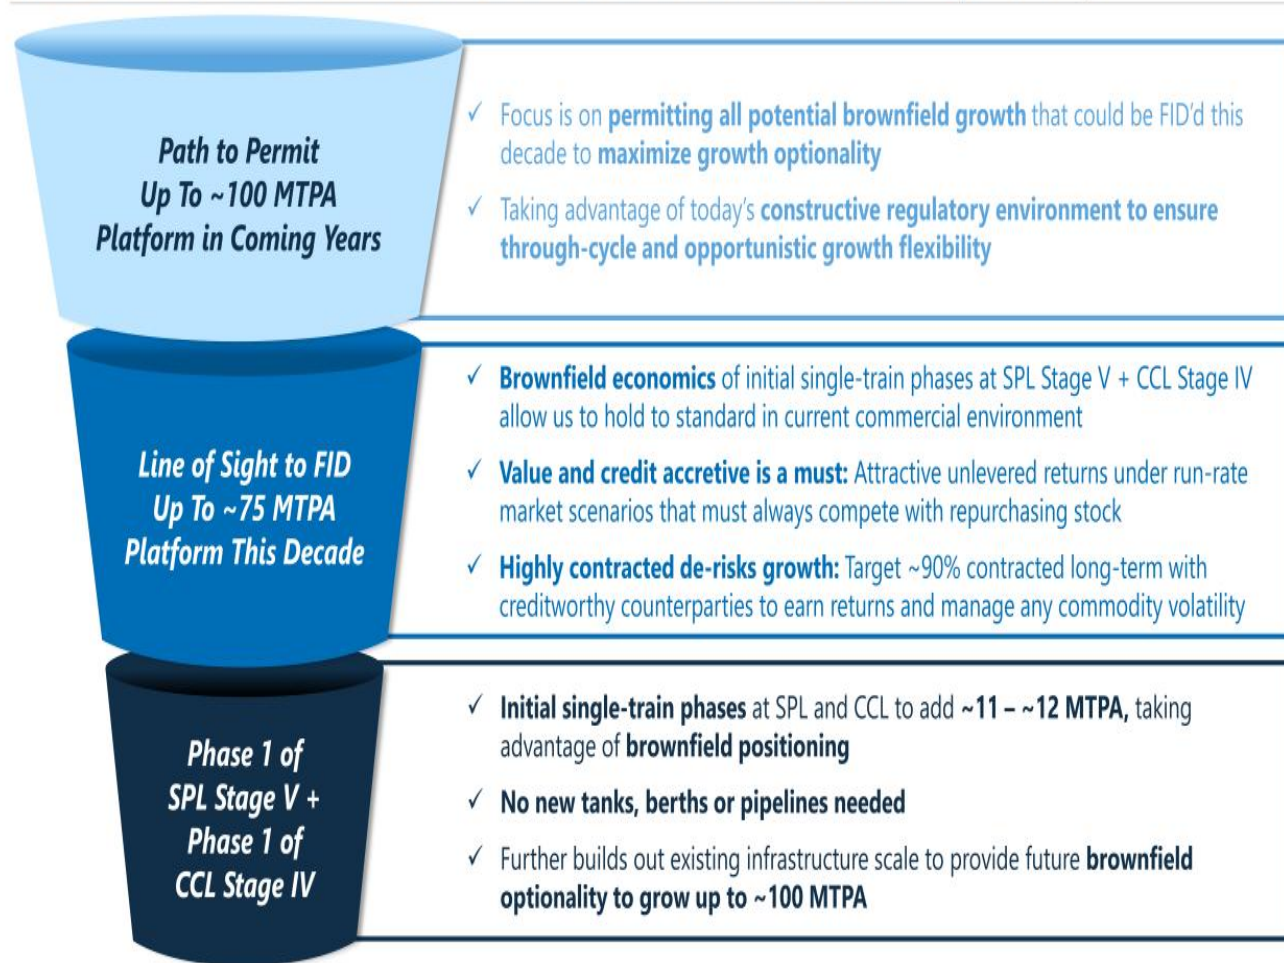 Path to Permit
Up To ~100 MTPA
Platform in Coming Years
✓ Focus is on permitting all potential brownfield growth that could be FID’d this
decade to maximize growth optionality
✓ Taking advantage of today’s constructive regulatory environment to ensure
through-cycle and opportunistic growth flexibility
Line of Sight to FID
Up To ~75 MTPA
Platform This Decade
✓ Brownfield economics of initial single-train phases at SPL Stage V + CCL Stage IV
allow us to hold to standard in current commercial environment
✓ Value and credit accretive is a must: Attractive unlevered returns under run-rate
market scenarios that must always compete with repurchasing stock
✓ Highly contracted de-risks growth: Target ~90% contracted long-term with
creditworthy counterparties to earn returns and manage any commodity volatility
Phase 1 of
SPL Stage V +
Phase 1 of
CCL Stage IV
✓ Initial single-train phases at SPL and CCL to add ~11 – ~12 MTPA, taking
advantage of brownfield positioning
✓ No new tanks, berths or pipelines needed
✓ Further builds out existing infrastructure scale to provide future brownfield
optionality to grow up to ~100 MTPA